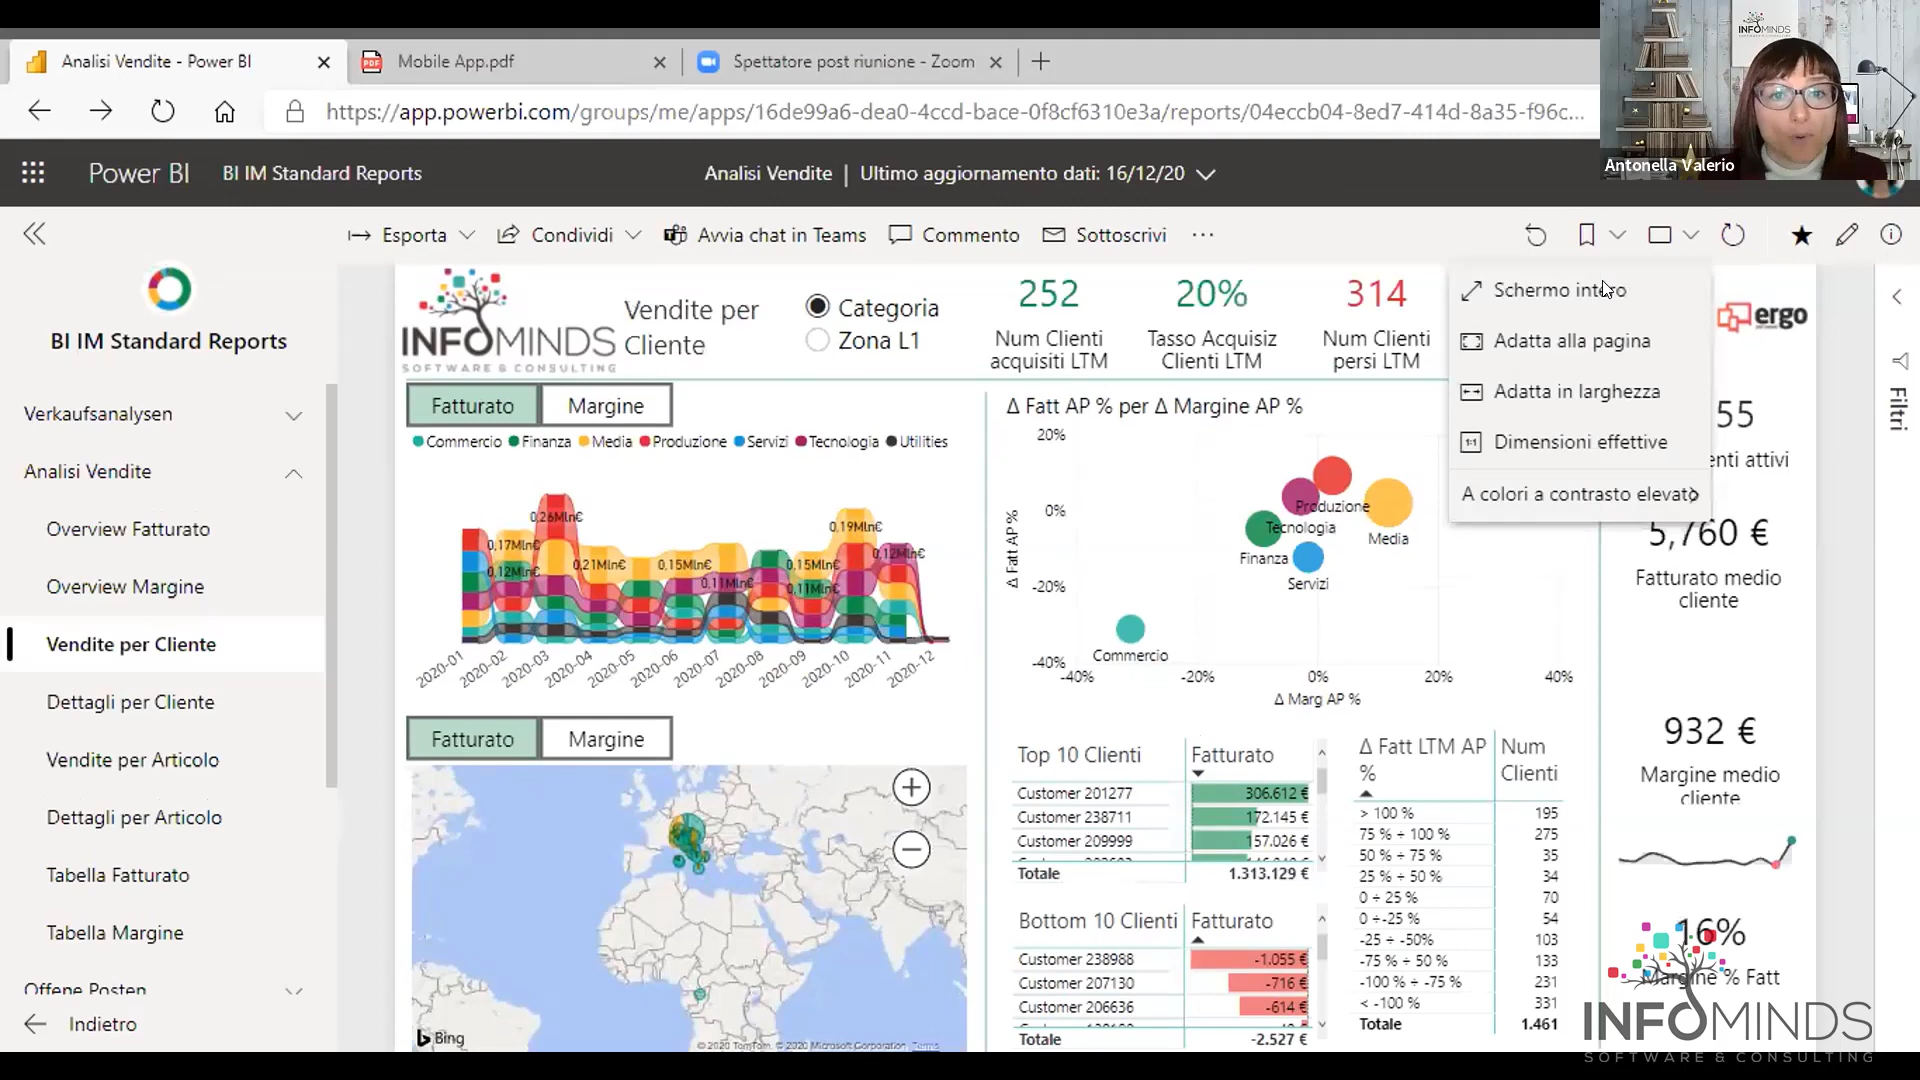 Analisi Vendite - Power BI
Mobile App.pdf
Spettatore post riunione - Zoom
https://app.powerbi.com/groups/me/apps/16de99a6-dea0-4ccd-bace-0f8cf6310e3a/reports/04eccb04-8ed7-414d-8a35-f96c...
INFOMINDS
Antonella Valerio
Power BI
BI IM Standard Reports
Analisi Vendite | Ultimo aggiornamento dati: 16/12/20
Esporta
Condividi
Avvia chat in Teams
Commento
Sottoscrivi
BI IM Standard Reports
Verkaufsanalysen
Analisi Vendite
Overview Fatturato
Overview Margine
Vendite per Cliente
Dettagli per Cliente
Vendite per Articolo
Dettagli per Articolo
Tabella Fatturato
Tabella Margine
Offene Posten
Indietro
INFOMINDS
SOFTWARE & CONSULTING
Vendite per
Cliente
Categoria
Zona L1
252
Num Clienti
acquisiti LTM
20%
Tasso Acquisiz
Clienti LTM
314
Num Clienti
persi LTM
Schermo intero
Adatta alla pagina
Adatta in larghezza
1:1
Dimensioni effettive
A colori a contrasto elevato
ergo
Filtri
Fatturato
Margine
Commercio Finanza Media Produzione Servizi Tecnologia Utilities
0,17Mln€
0,12Mln€
0,26Mln€
0,21Mln€
0,15Mln€
0,11Mln€
0,15Mln€
0,11Mln€
0,19Mln€
0,12Mln€
2020-01
2020-02
2020-03
2020-04
2020-05
2020-06
2020-07
2020-08
2020-09
2020-10
2020-11
2020-12
Δ Fatt AP % per Δ Margine AP %
Δ Fatt AP%
20%
0%
-20%
-40%
Produzione
Tecnologia
Media
Finanza
Servizi
Commercio
-40%
-20%
0%
20%
40%
Δ Marg AP %
55
enti attivi
5,760 €
Fatturato medio
cliente
932 €
Margine medio
cliente
16%
Margine % Fatt
Fatturato
Margine
Bing
© 2020 TomTom, © 2020 Microsoft Corporation Terms
Top 10 Clienti
Fatturato
Customer 201277 306.612 €
Customer 238711 172.145 €
Customer 209999 157.026 €
Totale 1.313.129 €
Bottom 10 Clienti
Fatturato
Customer 238988 -1.055 €
Customer 207130 -716 €
Customer 206636 -614 €
Totale -2.527 €
Δ Fatt LTM AP
%
Num
Clienti
> 100 % 195
75 % ÷ 100 % 275
50 % ÷ 75 % 35
25 % ÷ 50 % 34
0 ÷ 25 % 70
0 ÷-25 % 54
-25 ÷ -50% 103
-75 % ÷ 50 % 133
-100 % ÷ -75 % 231
< -100 % 331
Totale 1.461
INFOMINDS
SOFTWARE & CONSULTING